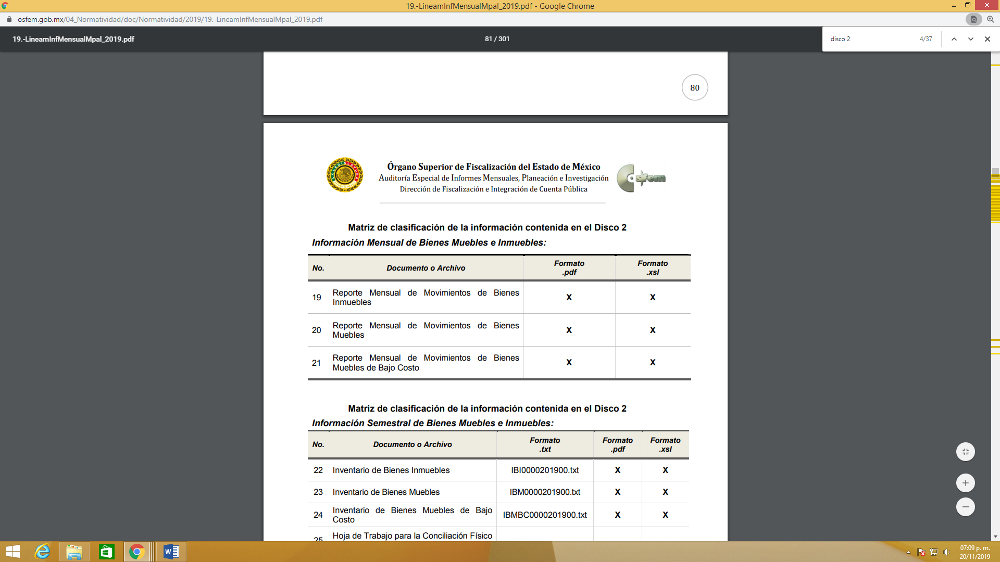 19.-LineamInfMensualMpal_2019.pdf - Google Chrome
osfem.gob.mx/04_Normatividad/doc/Normatividad/2019/19.-LineamInfMensualMpal_2019.pdf
19.-LineamInfMensualMpal_2019.pdf
81 / 301
disco 2
4/37
80
Órgano Superior de Fiscalización del Estado de México
Auditoría Especial de Informes Mensuales, Planeación e Investigación
Dirección de Fiscalización e Integración de Cuenta Pública
osfem
Matriz de clasificación de la información contenida en el Disco 2
Información Mensual de Bienes Muebles e Inmuebles:
No. Documento o Archivo Formato .pdf Formato .xsl
19 Reporte Mensual de Movimientos de Bienes Inmuebles X X
20 Reporte Mensual de Movimientos de Bienes Muebles X X
21 Reporte Mensual de Movimientos de Bienes Muebles de Bajo Costo X X
Matriz de clasificación de la información contenida en el Disco 2
Información Semestral de Bienes Muebles e Inmuebles:
No. Documento o Archivo Formato .txt Formato .pdf Formato .xsl
22 Inventario de Bienes Inmuebles IBI0000201900.txt X X
23 Inventario de Bienes Muebles IBM0000201900.txt X X
24 Inventario de Bienes Muebles de Bajo Costo IBMBC0000201900.txt X X
25 Hoja de Trabajo para la Conciliación Físico
07:09 p. m.
20/11/2019